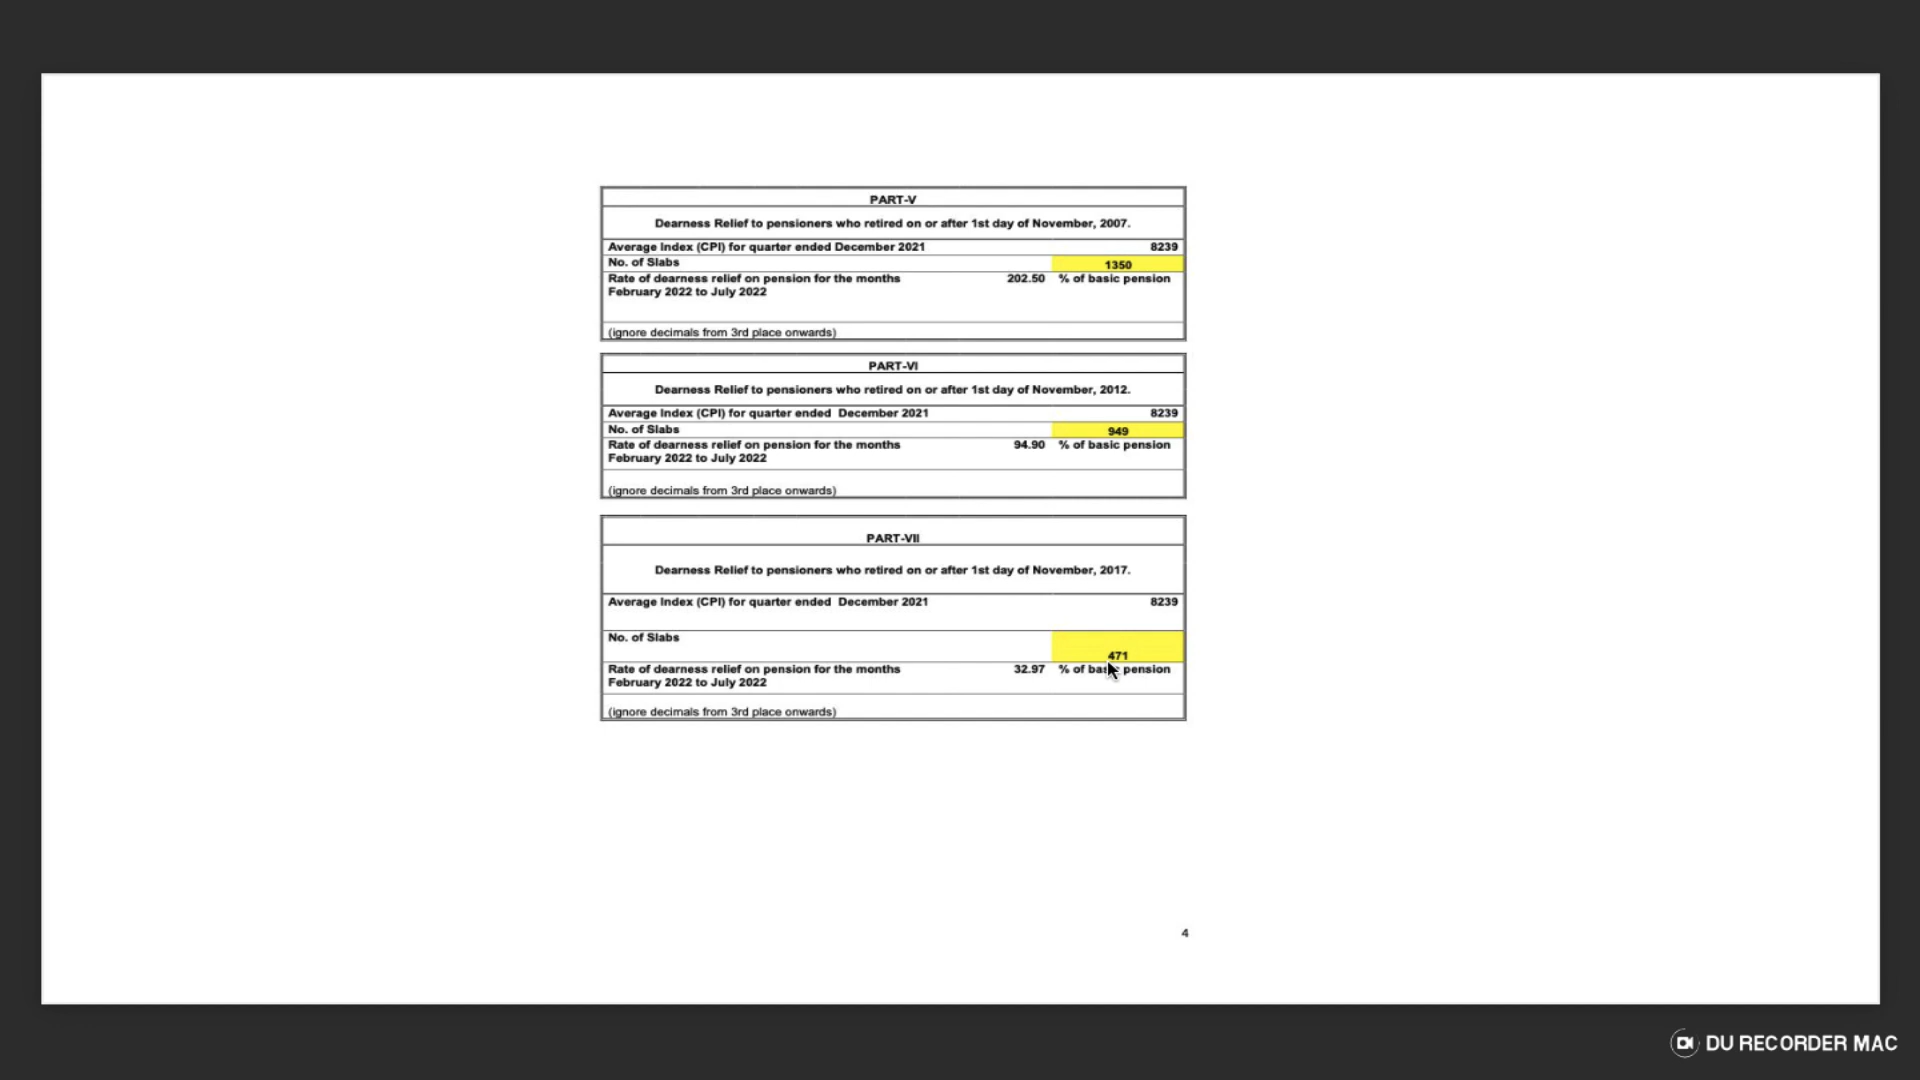 PART-V
Dearness Relief to pensioners who retired on or after 1st day of November, 2007.
Average Index (CPI) for quarter ended December 2021 8239
No. of Slabs 1350
Rate of dearness relief on pension for the months 202.50 % of basic pension
February 2022 to July 2022
(ignore decimals from 3rd place onwards)
PART-VI
Dearness Relief to pensioners who retired on or after 1st day of November, 2012.
Average Index (CPI) for quarter ended December 2021 8239
No. of Slabs 949
Rate of dearness relief on pension for the months 94.90 % of basic pension
February 2022 to July 2022
(ignore decimals from 3rd place onwards)
PART-VII
Dearness Relief to pensioners who retired on or after 1st day of November, 2017.
Average Index (CPI) for quarter ended December 2021 8239
No. of Slabs
471
Rate of dearness relief on pension for the months 32.97 % of basic pension
February 2022 to July 2022
(ignore decimals from 3rd place onwards)
4
DU RECORDER MAC